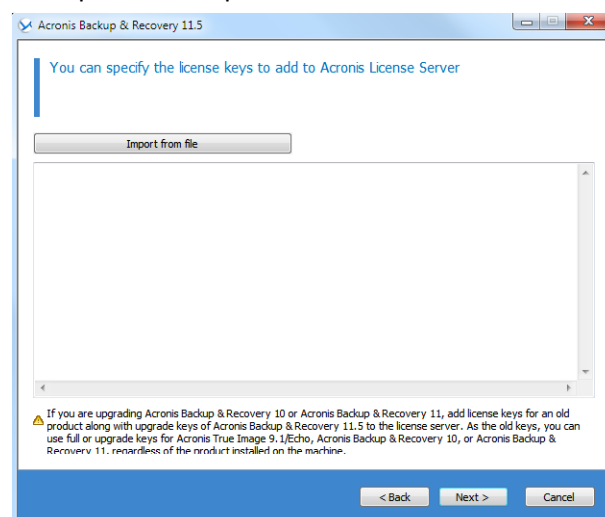 Acronis Backup & Recovery 11.5
You can specify the license keys to add to Acronis License Server
Import from file
If you are upgrading Acronis Backup & Recovery 10 or Acronis Backup & Recovery 11, add license keys for an old
product along with upgrade keys of Acronis Backup & Recovery 11.5 to the license server. As the old keys, you can
use full or upgrade keys for Acronis True Image 9.1/Echo, Acronis Backup & Recovery 10, or Acronis Backup &
Recovery 11, regardless of the product installed on the machine.
< Back Next > Cancel